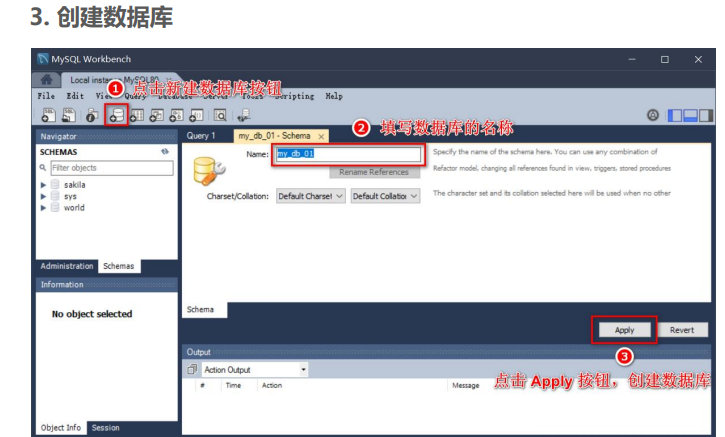 3. 创建数据库
MySQL Workbench
Local instance MySQL80
1 点击新建数据库按钮
File Edit View Query Database Server Tools Scripting Help
2 填写数据库的名称
Navigator
Query 1 my_db_01 - Schema ×
SCHEMAS
Name: my_db_01
Specify the name of the schema here. You can use any combination of
Filter objects
Rename References
Refactor model, changing all references found in view, triggers, stored procedures
sakila
sys
world
Charset/Collation: Default Charset Default Collation
The character set and its collation selected here will be used when no other
Administration Schemas
Information
No object selected
Schema
Apply Revert
3
点击 Apply 按钮，创建数据库
Output
Action Output
# Time Action Message
Object Info Session